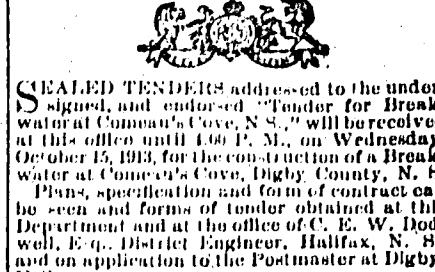 SEALED TENDERS addressed to the under
signed, and endorsed "Tender for Break
water at Comeau's Cove, N S.," will be receive
at this office until 4.00 P. M., on Wednesday
October 15, 1913, for the construction of a Break
water at Comeau's Cove, Digby County, N. S
Plans, specification and form of contract ca
be seen and forms of tender obtained at th
Department and at the office of C. E. W. Dod
well, Esq., District Engineer, Halifax, N. S
and on application to the Postmaster at Digby